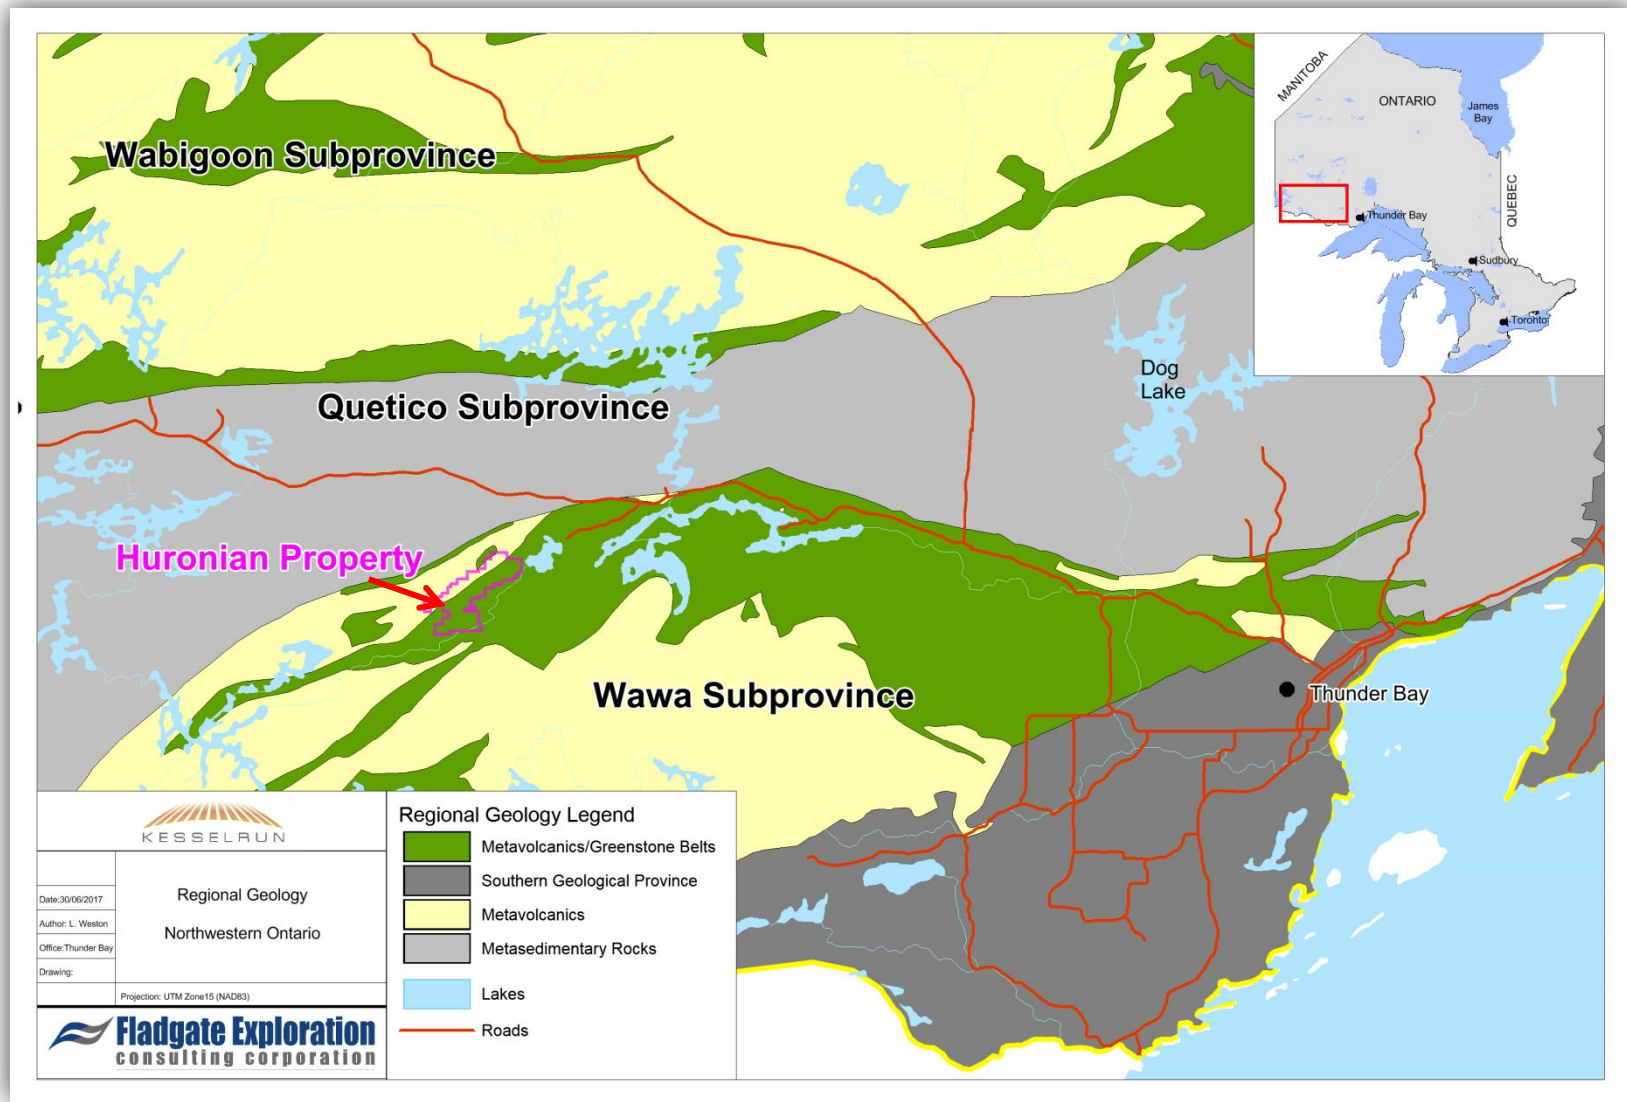 MANITOBA
ONTARIO
James
Bay
QUEBEC
Thunder Bay
Sudbury
Toronto
Wabigoon Subprovince
Dog
Lake
Quetico Subprovince
Huronian Property
Wawa Subprovince
Thunder Bay
KESSELRUN
Date:30/06/2017
Author: L. Weston
Office:Thunder Bay
Drawing:
Regional Geology
Northwestern Ontario
Projection: UTM Zone15 (NAD83)
Fladgate Exploration
consulting corporation
Regional Geology Legend
Metavolcanics/Greenstone Belts
Southern Geological Province
Metavolcanics
Metasedimentary Rocks
Lakes
Roads